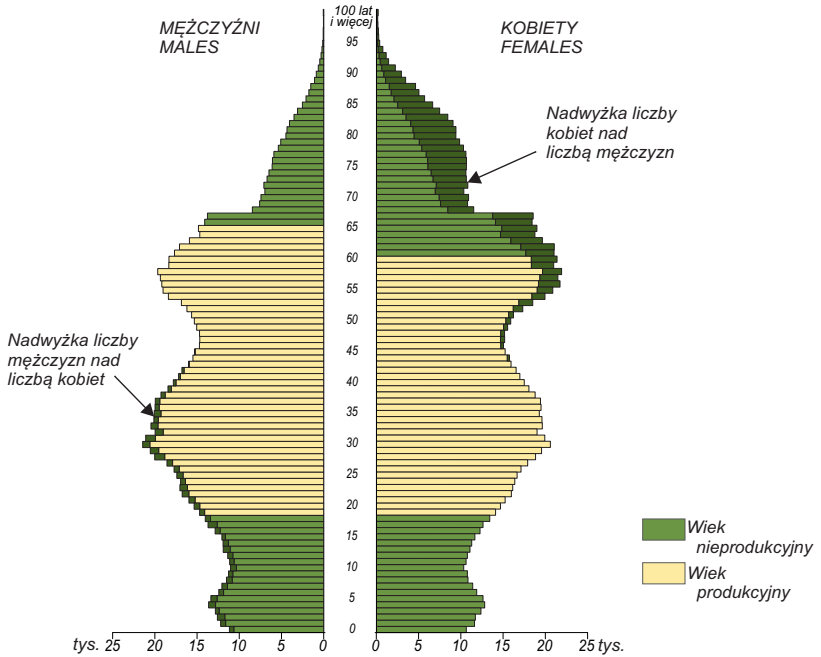 MĘŻCZYŹNI
MALES
100 lat
i więcej
KOBIETY
FEMALES
95
90
85
80
75
70
65
60
55
50
45
40
35
30
25
20
15
10
5
0
Nadwyżka liczby
kobiet nad
liczbą mężczyzn
Nadwyżka liczby
mężczyzn nad
liczbą kobiet
Wiek
nieprodukcyjny
Wiek
produkcyjny
tys. 25 20 15 10 5 0
0 5 10 15 20 25 tys.